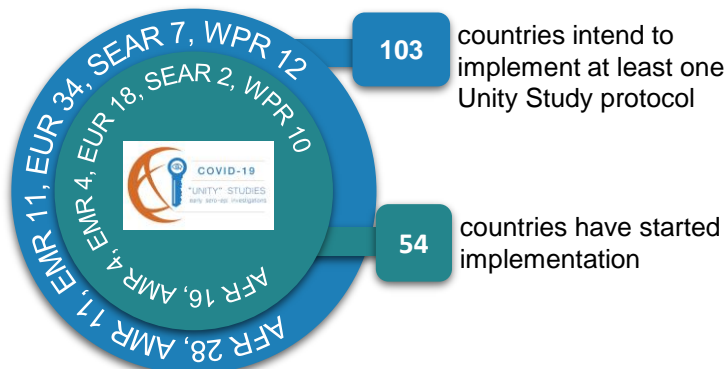 AFR 28, AMR 11, EMR 11, EUR 34, SEAR 7, WPR 12
AFR 16, AMR 4, EMR 4, EUR 18, SEAR 2, WPR 10
COVID-19
"UNITY" STUDIES
early sero-epi investigations
103
countries intend to
implement at least one
Unity Study protocol
54
countries have started
implementation